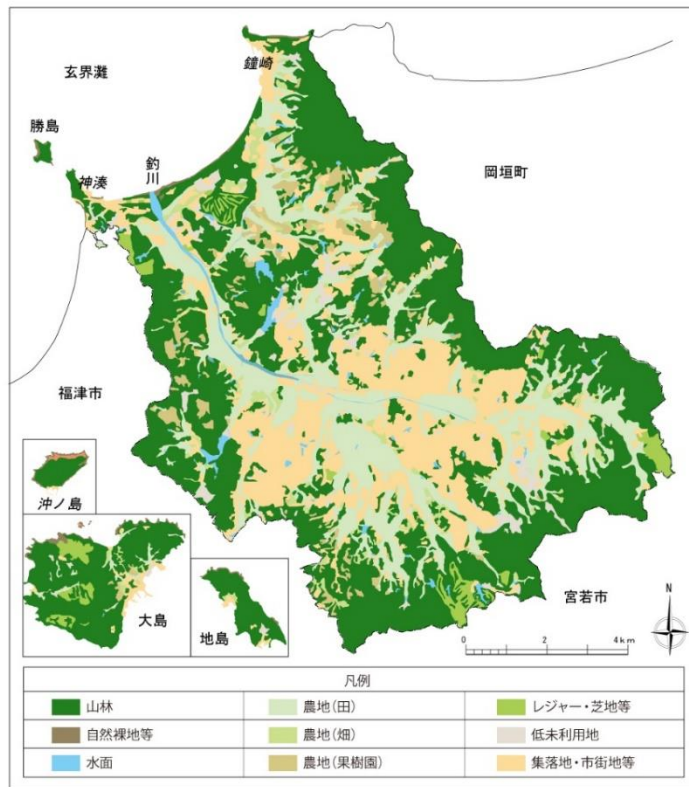 鐘崎
玄界灘
勝島
岡垣町
釣川
神湊
福津市
沖ノ島
大島
地島
宮若市
N
0 2 4km
凡例
山林 農地(田) レジャー・芝地等
自然裸地等 農地(畑) 低未利用地
水面 農地(果樹園) 集落地・市街地等